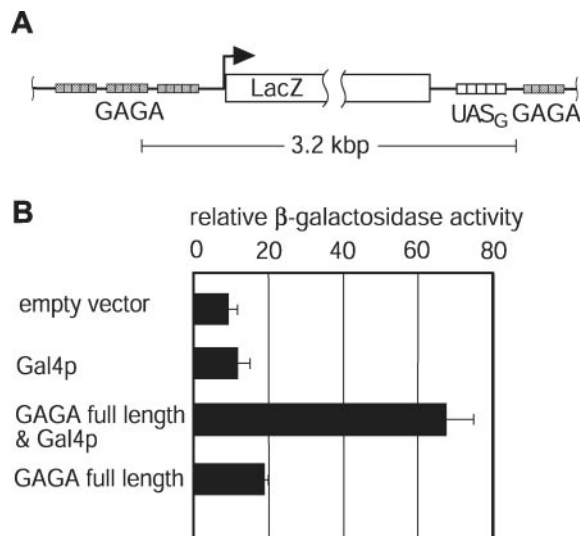 A
GAGA
LacZ
UASG GAGA
3.2 kbp
B
relative β-galactosidase activity
0 20 40 60 80
empty vector
Gal4p
GAGA full length
& Gal4p
GAGA full length